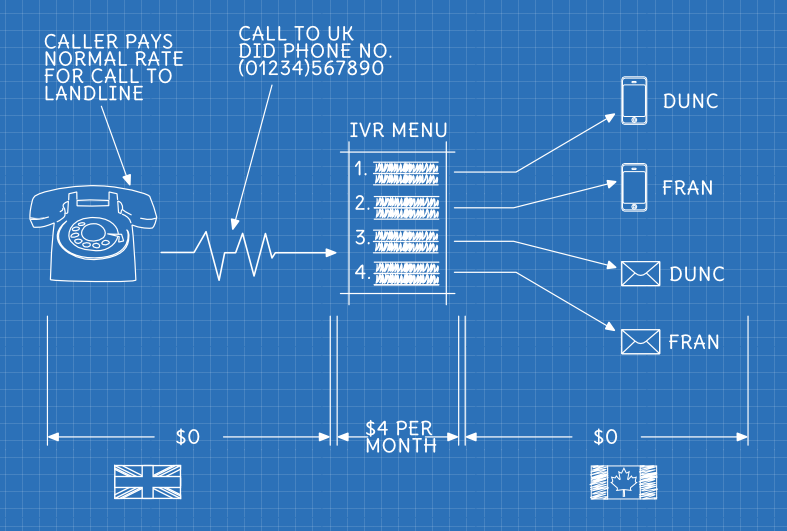 CALLER PAYS
NORMAL RATE
FOR CALL TO
LANDLINE
CALL TO UK
DID PHONE NO.
(01234)567890
IVR MENU
1.
2.
3.
4.
DUNC
FRAN
DUNC
FRAN
$0
$4 PER
MONTH
$0